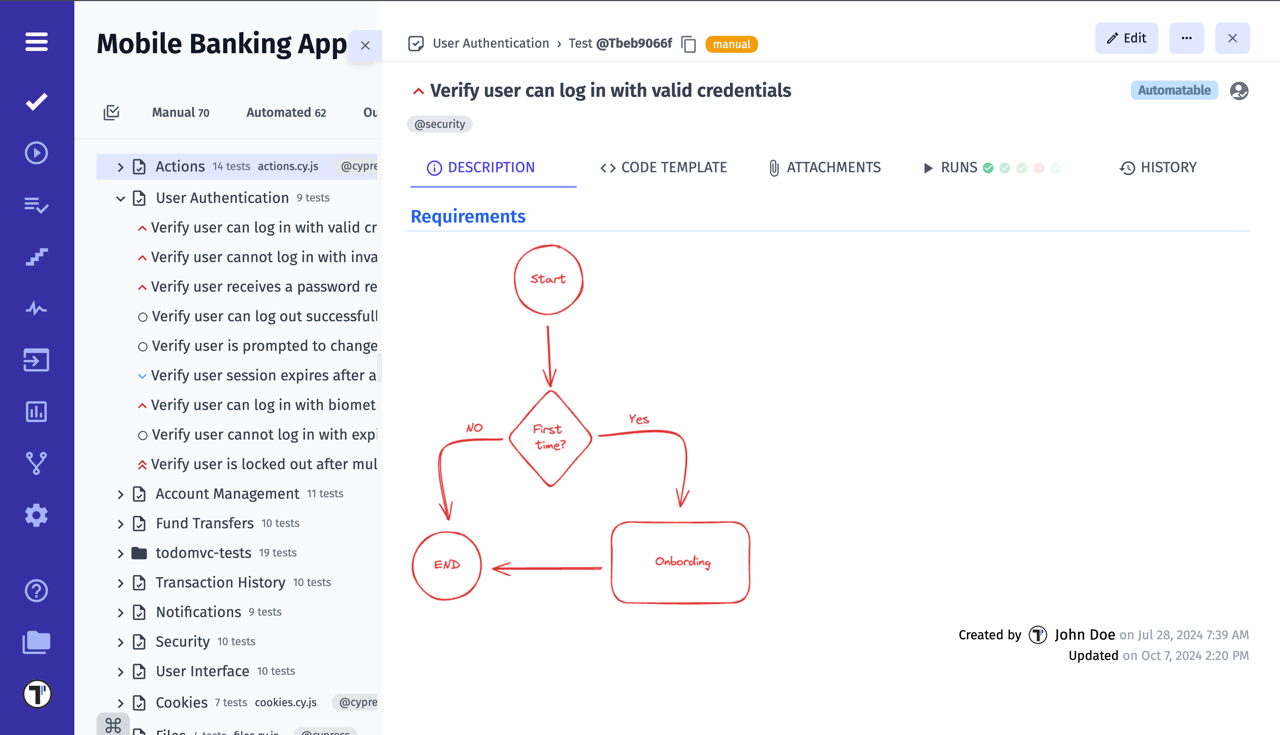 Mobile Banking App
Manual 70
Automated 62
Ou
Actions 14 tests actions.cy.js @cypre
User Authentication 9 tests
Verify user can log in with valid cr
Verify user cannot log in with inva
Verify user receives a password re
Verify user can log out successfull
Verify user is prompted to change
Verify user session expires after a
Verify user can log in with biomet
Verify user cannot log in with expi
Verify user is locked out after mul
Account Management 11 tests
Fund Transfers 10 tests
todomvc-tests 19 tests
Transaction History 10 tests
Notifications 9 tests
Security 10 tests
User Interface 10 tests
Cookies 7 tests cookies.cy.js @cypre
Files 4 tests files.cy.js @cypress
User Authentication › Test @Tbeb9066f manual
Edit
Verify user can log in with valid credentials
Automatable
@security
DESCRIPTION
CODE TEMPLATE
ATTACHMENTS
RUNS
HISTORY
Requirements
Start
First
time?
NO
Yes
END
Onbording
Created by John Doe on Jul 28, 2024 7:39 AM
Updated on Oct 7, 2024 2:20 PM